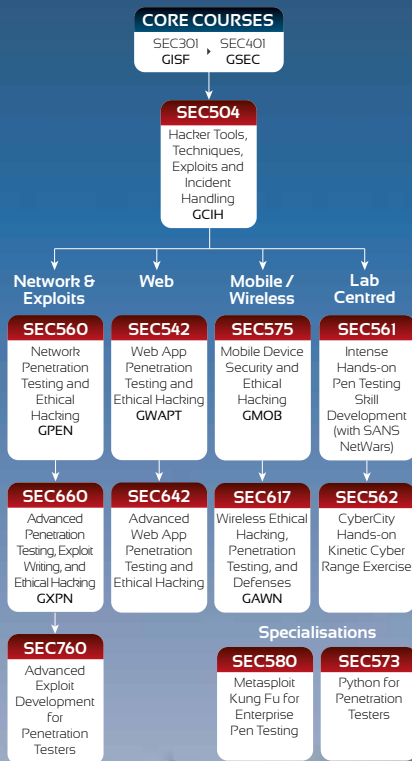 CORE COURSES
SEC301 ▸ SEC401
GISF GSEC
SEC504
Hacker Tools,
Techniques,
Exploits and
Incident
Handling
GCIH
Network &
Exploits
SEC560
Network
Penetration
Testing and
Ethical
Hacking
GPEN
SEC660
Advanced
Penetration
Testing, Exploit
Writing, and
Ethical Hacking
GXPN
SEC760
Advanced
Exploit
Development
for
Penetration
Testers
Web
SEC542
Web App
Penetration
Testing and
Ethical Hacking
GWAPT
SEC642
Advanced
Web App
Penetration
Testing and
Ethical Hacking
Mobile /
Wireless
SEC575
Mobile Device
Security and
Ethical
Hacking
GMOB
SEC617
Wireless Ethical
Hacking,
Penetration
Testing, and
Defenses
GAWN
Lab
Centred
SEC561
Intense
Hands-on
Pen Testing
Skill
Development
(with SANS
NetWars)
SEC562
CyberCity
Hands-on
Kinetic Cyber
Range Exercise
Specialisations
SEC580
Metasploit
Kung Fu for
Enterprise
Pen Testing
SEC573
Python for
Penetration
Testers